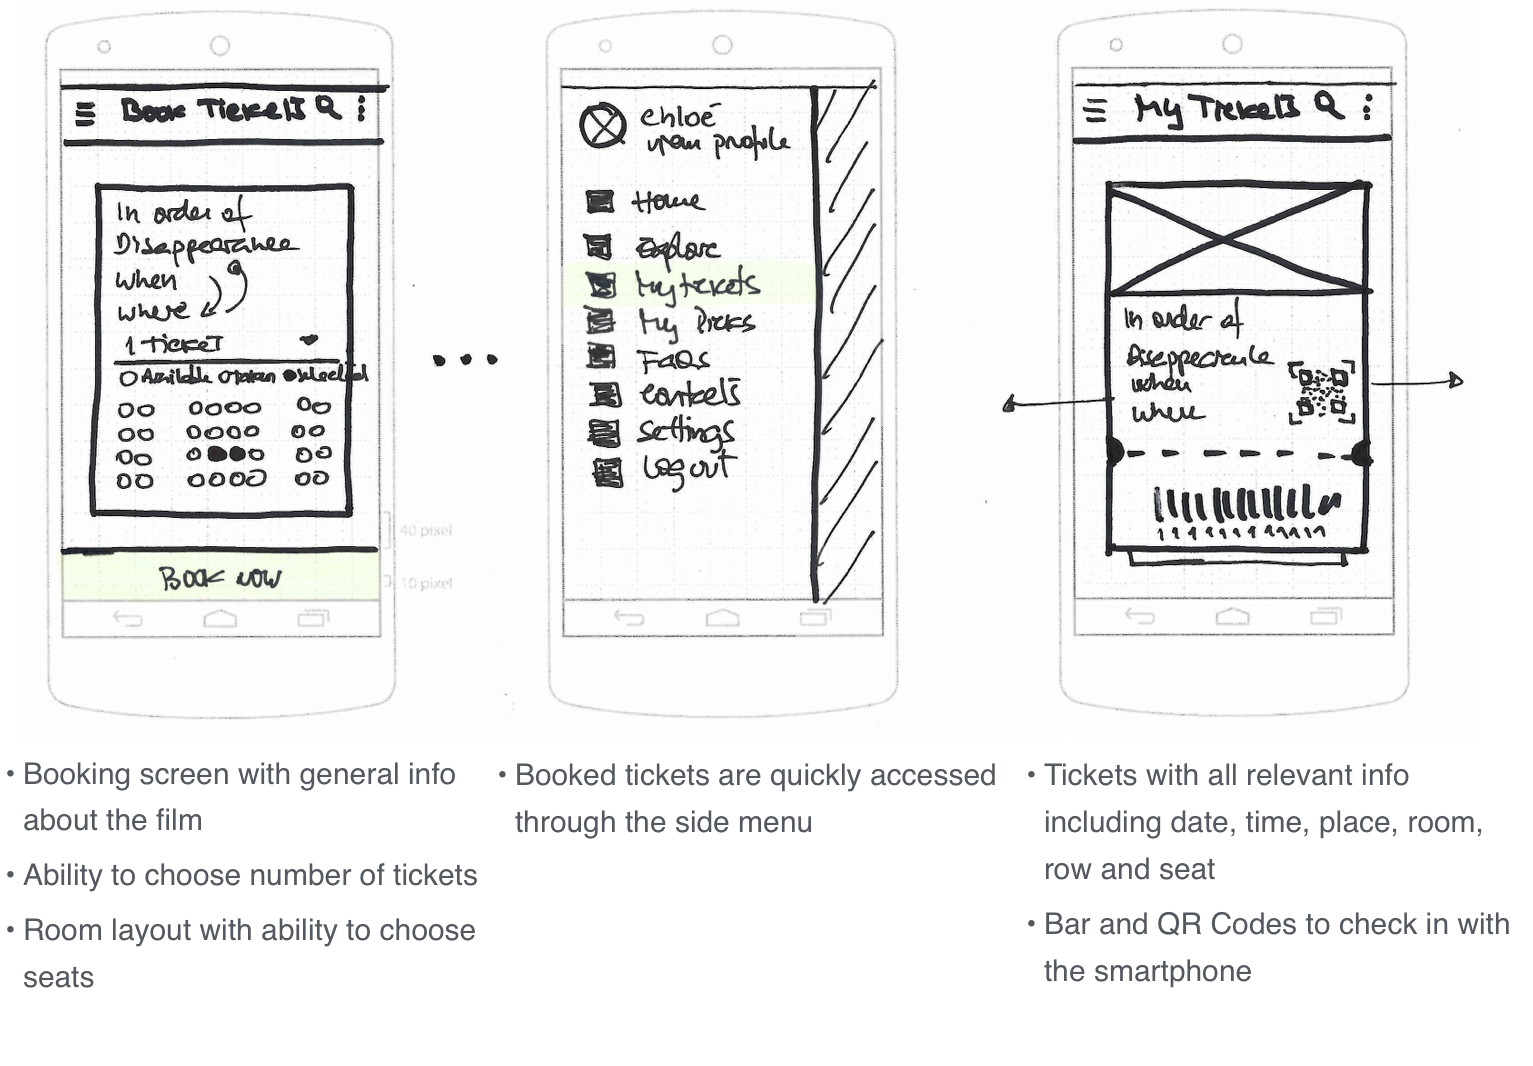 Book Tickets
In order of
Disappearance
when
where
1 Ticket
Available taken selected
Book now
40 pixel
10 pixel
Chloé
view profile
Home
Explore
My tickets
My Picks
FAQs
Contacts
Settings
Log out
My Tickets
In order of
Disappearance
when
where
• Booking screen with general info
about the film
• Ability to choose number of tickets
• Room layout with ability to choose
seats
• Booked tickets are quickly accessed
through the side menu
• Tickets with all relevant info
including date, time, place, room,
row and seat
• Bar and QR Codes to check in with
the smartphone